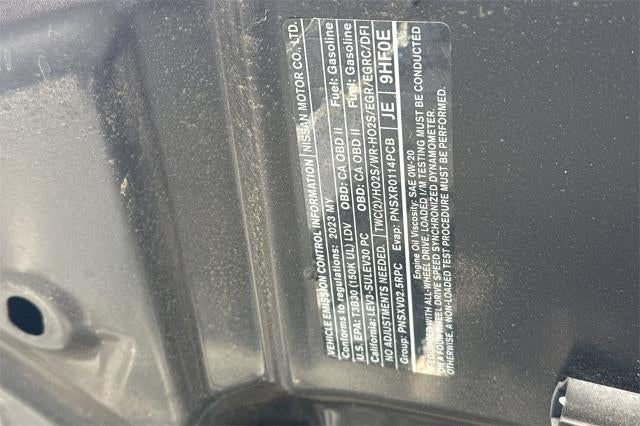 VEHICLE EMISSION CONTROL INFORMATION NISSAN MOTOR CO., LTD.
Conforms to regulations: 2023 MY Fuel: Gasoline
U.S. EPA: T3B30 (150K UL) LDV OBD: CA OBD II Fuel: Gasoline
California: LEV3-SULEV30 PC OBD: CA OBD II
NO ADJUSTMENTS NEEDED. TWC(2)/HO2S/WR-HO2S/EGR/EGRC/DFI
Group: PNSXV02.5RPC Evap: PNSXR0114PCB JE 9HF0E
Engine Oil Viscosity: SAE 0W-20
IF EQUIPPED WITH ALL-WHEEL DRIVE, LOADED I/M TESTING MUST BE CONDUCTED
ON A FOUR WHEEL DRIVE SPEED SYNCHRONIZED DYNAMOMETER.
OTHERWISE, A NON-LOADED TEST PROCEDURE MUST BE PERFORMED.